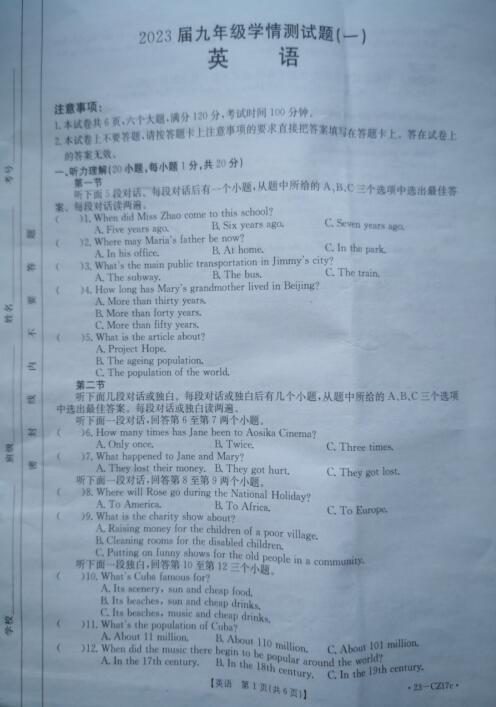 2023届九年级学情测试题(一)
英 语
注意事项:
1.本试卷共6页,六个大题,满分120分,考试时间100分钟。
2.本试卷上不要答题,请按答题卡上注意事项的要求直接把答案填写在答题卡上。答在试卷上
的答案无效。
一、听力理解(20小题,每小题1分,共20分)
第一节
听下面5段对话。每段对话后有一个小题,从题中所给的A、B、C三个选项中选出最佳答
案。每段对话读两遍。
( )1. When did Miss Zhao come to this school?
A. Five years ago. B. Six years ago. C. Seven years ago.
( )2. Where may Maria's father be now?
A. In his office. B. At home. C. In the park.
( )3. What's the main public transportation in Jimmy's city?
A. The subway. B. The bus. C. The train.
( )4. How long has Mary's grandmother lived in Beijing?
A. More than thirty years.
B. More than forty years.
C. More than fifty years.
( )5. What is the article about?
A. Project Hope.
B. The ageing population.
C. The population of the world.
第二节
听下面几段对话或独白。每段对话或独白后有几个小题,从题中所给的A、B、C三个选项
中选出最佳答案。每段对话或独白读两遍。
听下面一段对话,回答第6至第7两个小题。
( )6. How many times has Jane been to Aosika Cinema?
A. Only once. B. Twice. C. Three times.
( )7. What happened to Jane and Mary?
A. They lost their money. B. They got hurt. C. They got lost.
听下面一段对话,回答第8至第9两个小题。
( )8. Where will Rose go during the National Holiday?
A. To America. B. To Africa. C. To Europe.
( )9. What is the charity show about?
A. Raising money for the children of a poor village.
B. Cleaning rooms for the disabled children.
C. Putting on funny shows for the old people in a community.
听下面一段独白,回答第10至第12三个小题。
( )10. What's Cuba famous for?
A. Its scenery, sun and cheap food.
B. Its beaches, sun and cheap drinks.
C. Its beaches, music and cheap drinks.
( )11. What's the population of Cuba?
A. About 11 million. B. About 110 million. C. About 101 million.
( )12. When did the music there begin to be popular around the world?
A. In the 17th century. B. In the 18th century. C. In the 19th century.
【英语 第1页(共6页)】
·23-CZ17c·
学校
班级
姓名
考号
密 封 线 内 不 要 答 题